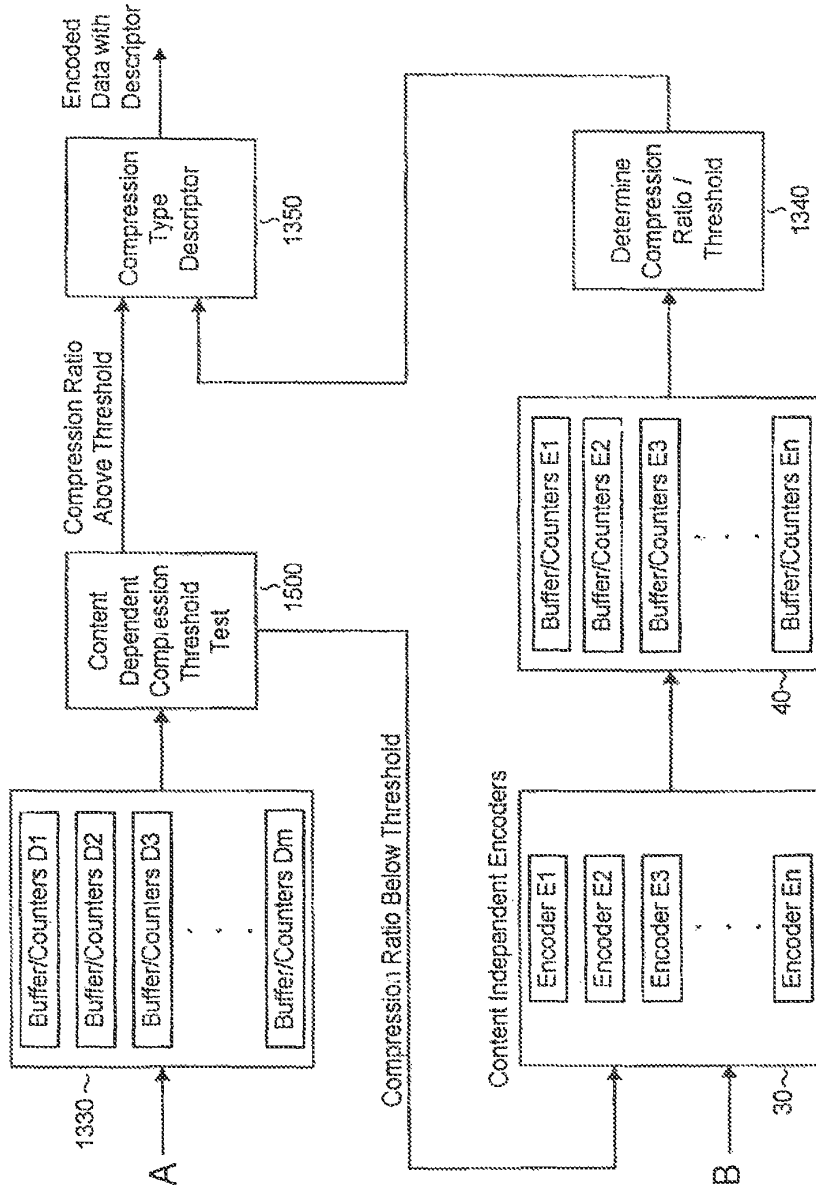 A
1330
Buffer/Counters D1
Buffer/Counters D2
Buffer/Counters D3
. . .
Buffer/Counters Dm
Content
Dependent
Compression
Threshold
Test
1500
Compression Ratio
Above Threshold
Compression
Type
Descriptor
1350
Encoded
Data with
Descriptor
Compression Ratio Below Threshold
B
Content Independent Encoders
30
Encoder E1
Encoder E2
Encoder E3
. . .
Encoder En
40
Buffer/Counters E1
Buffer/Counters E2
Buffer/Counters E3
. . .
Buffer/Counters En
Determine
Compression
Ratio /
Threshold
1340